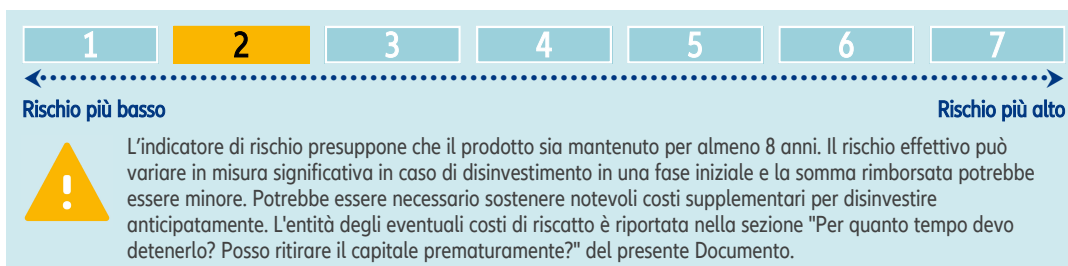 1 2 3 4 5 6 7
Rischio più basso Rischio più alto
L’indicatore di rischio presuppone che il prodotto sia mantenuto per almeno 8 anni. Il rischio effettivo può
variare in misura significativa in caso di disinvestimento in una fase iniziale e la somma rimborsata potrebbe
essere minore. Potrebbe essere necessario sostenere notevoli costi supplementari per disinvestire
anticipatamente. L'entità degli eventuali costi di riscatto è riportata nella sezione "Per quanto tempo devo
detenerlo? Posso ritirare il capitale prematuramente?" del presente Documento.